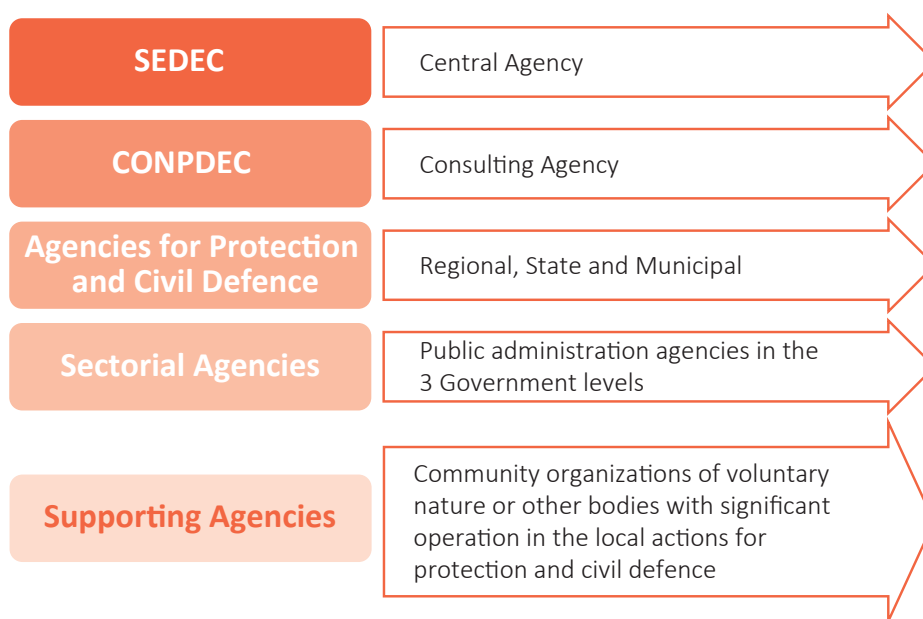 SEDEC
Central Agency
CONPDEC
Consulting Agency
Agencies for Protection
and Civil Defence
Regional, State and Municipal
Sectorial Agencies
Public administration agencies in the
3 Government levels
Supporting Agencies
Community organizations of voluntary
nature or other bodies with significant
operation in the local actions for
protection and civil defence